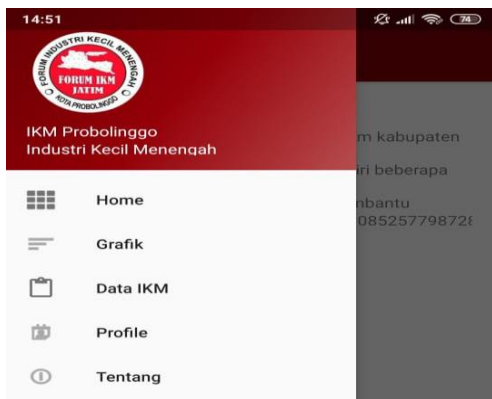 14:51
74
FORUM INDUSTRI KECIL MENENGAH
FORUM IKM
JATIM
KOTA PROBOLINGGO
IKM Probolinggo
Industri Kecil Menengah
m kabupaten
iri beberapa
nbantu
08525779872
Home
Grafik
Data IKM
Profile
Tentang